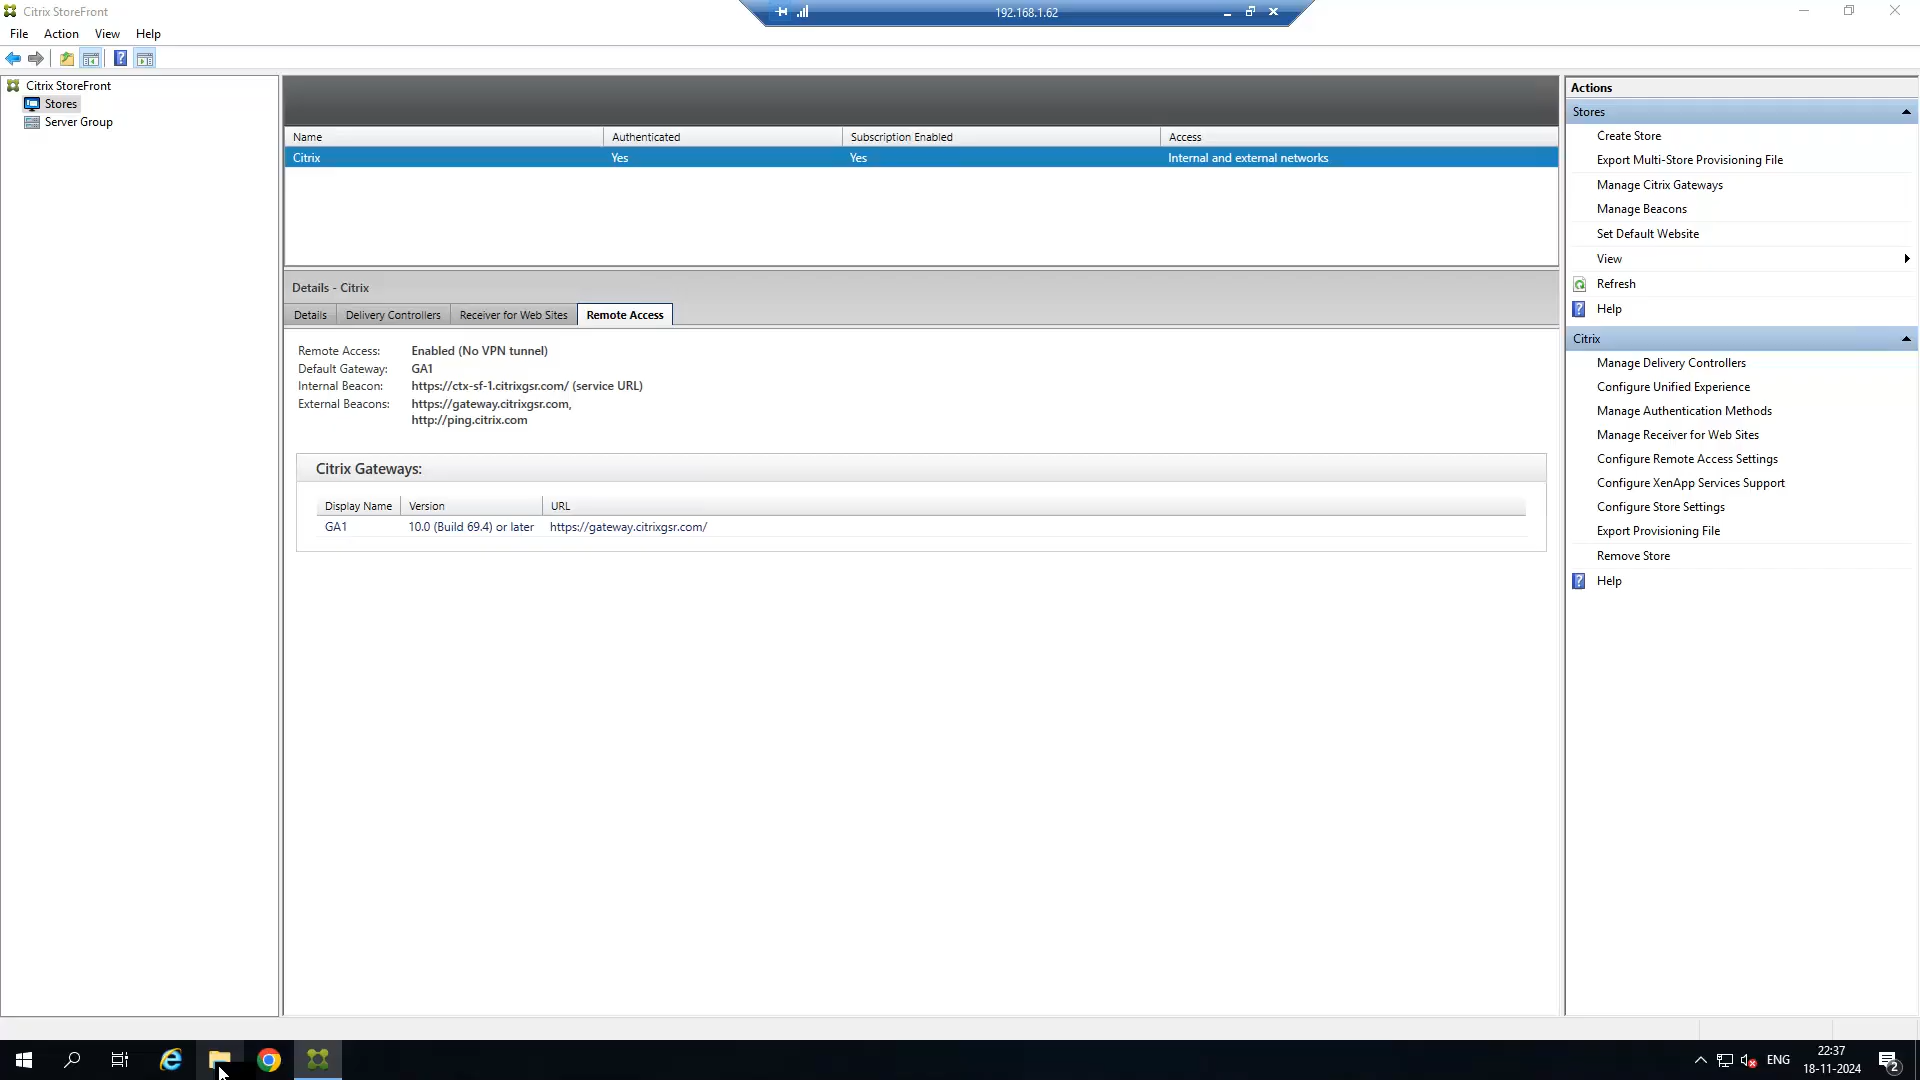 Citrix StoreFront
192.168.1.62
File Action View Help
Citrix StoreFront
Stores
Server Group
Name Authenticated Subscription Enabled Access
Citrix Yes Yes Internal and external networks
Details - Citrix
Details Delivery Controllers Receiver for Web Sites Remote Access
Remote Access: Enabled (No VPN tunnel)
Default Gateway: GA1
Internal Beacon: https://ctx-sf-1.citrixgsr.com/ (service URL)
External Beacons: https://gateway.citrixgsr.com,
http://ping.citrix.com
Citrix Gateways:
Display Name Version URL
GA1 10.0 (Build 69.4) or later https://gateway.citrixgsr.com/
Actions
Stores
Create Store
Export Multi-Store Provisioning File
Manage Citrix Gateways
Manage Beacons
Set Default Website
View
Refresh
Help
Citrix
Manage Delivery Controllers
Configure Unified Experience
Manage Authentication Methods
Manage Receiver for Web Sites
Configure Remote Access Settings
Configure XenApp Services Support
Configure Store Settings
Export Provisioning File
Remove Store
Help
ENG
22:37
18-11-2024
2